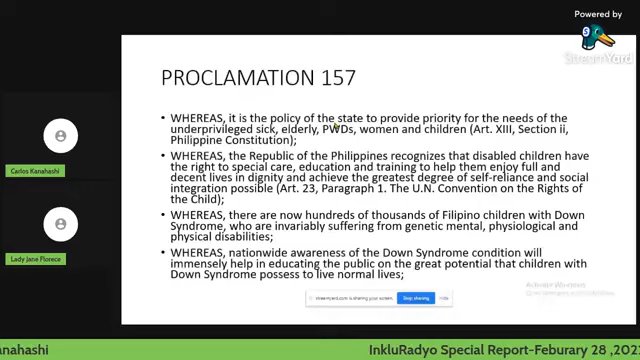 Powered by
StreamYard
PROCLAMATION 157
• WHEREAS, it is the policy of the state to provide priority for the needs of the
underprivileged sick, elderly, PWDs, women and children (Art. XIII, Section ii,
Philippine Constitution);
• WHEREAS, the Republic of the Philippines recognizes that disabled children have
the right to special care, education and training to help them enjoy full and
decent lives in dignity and achieve the greatest degree of self-reliance and social
integration possible (Art. 23, Paragraph 1. The U.N. Convention on the Rights of
the Child);
• WHEREAS, there are now hundreds of thousands of Filipino children with Down
Syndrome, who are invariably suffering from genetic mental, physiological and
physical disabilities;
• WHEREAS, nationwide awareness of the Down Syndrome condition will
immensely help in educating the public on the great potential that children with
Down Syndrome possess to live normal lives;
Carlos Kanahashi
Lady Jane Florece
streamyard.com is sharing your screen.
Stop sharing
Hide
Activate Windows
anahashi
InkluRadyo Special Report-Feburary 28 ,202